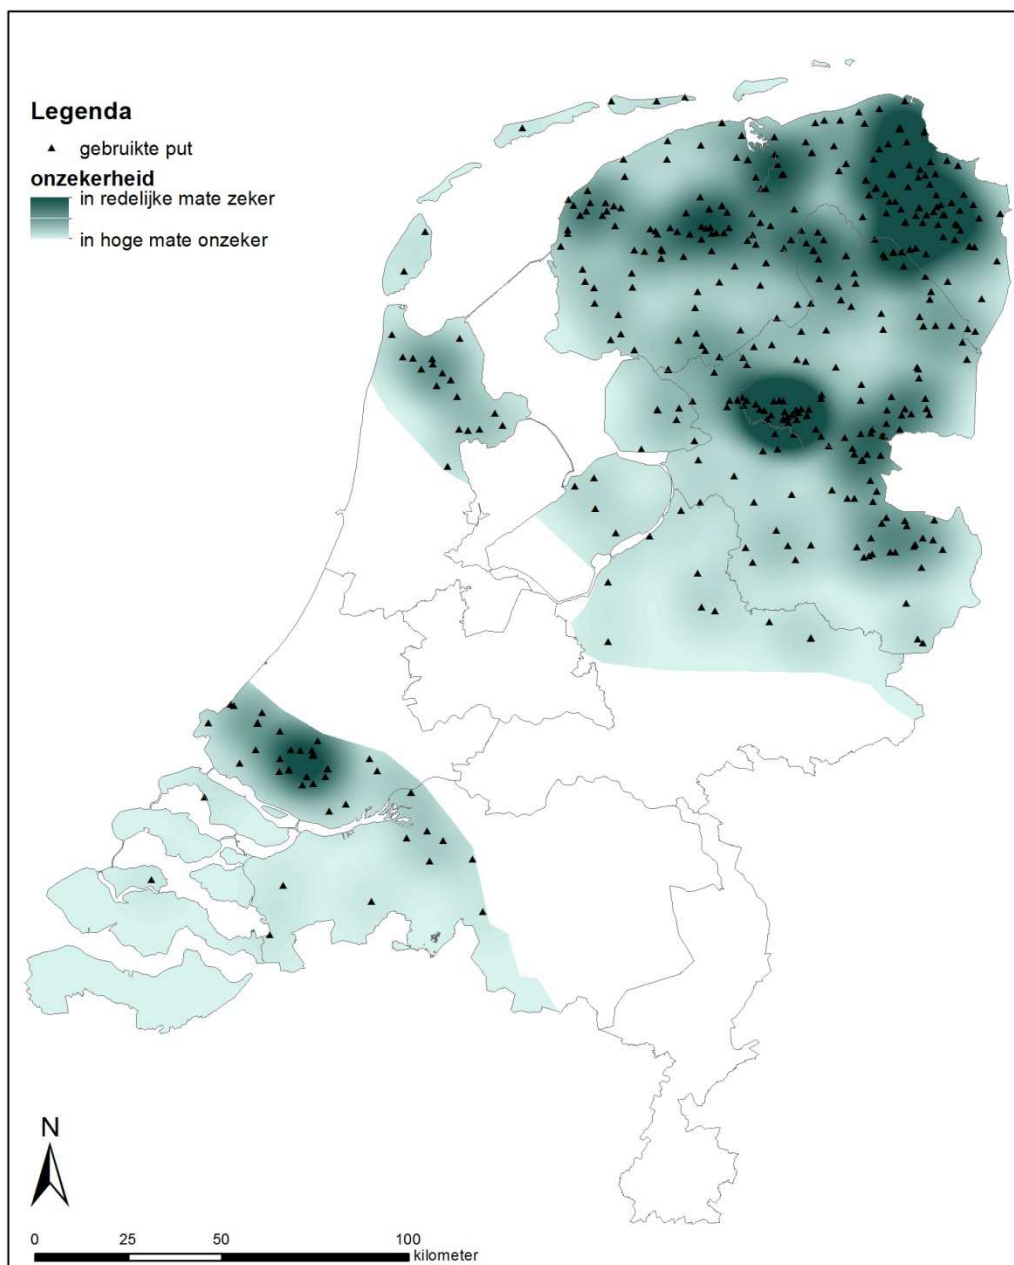 Legenda
gebruikte put
onzekerheid
in redelijke mate zeker
in hoge mate onzeker
N
0 25 50 100
kilometer